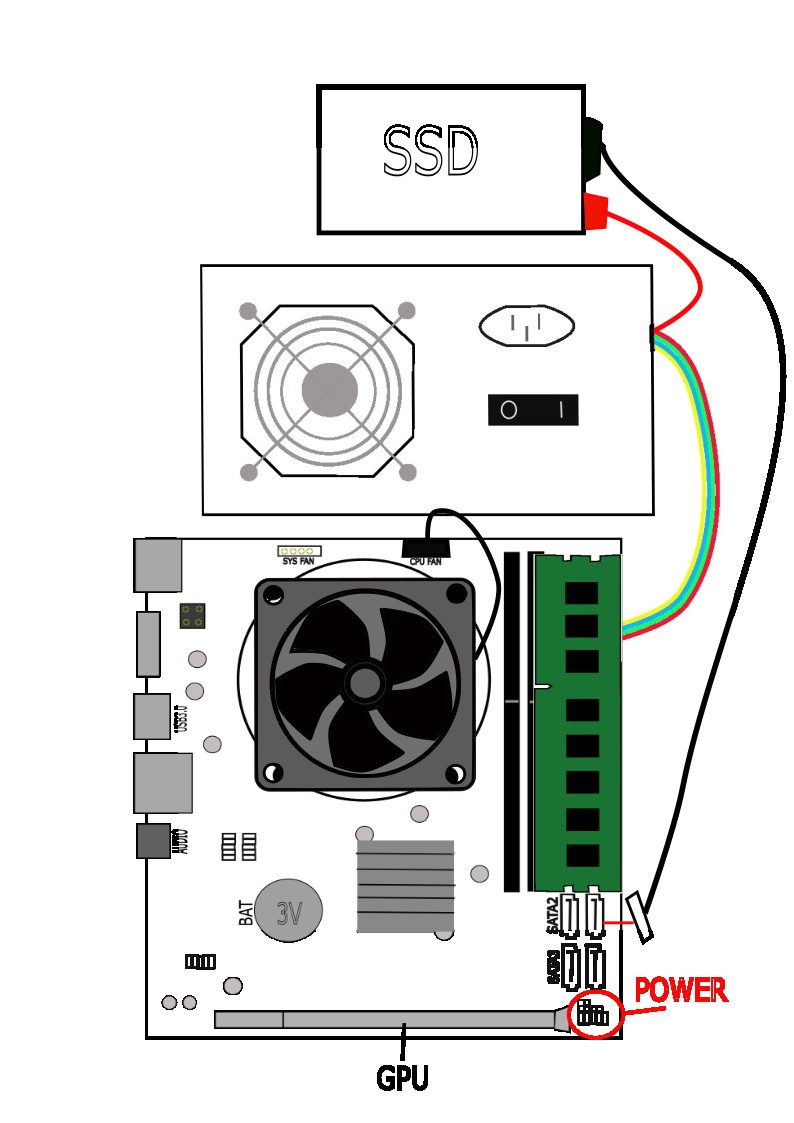 SSD
O I
SYS FAN
CPU FAN
USB3.0
AUDIO
BAT
3V
SATA2
SATA3
POWER
GPU